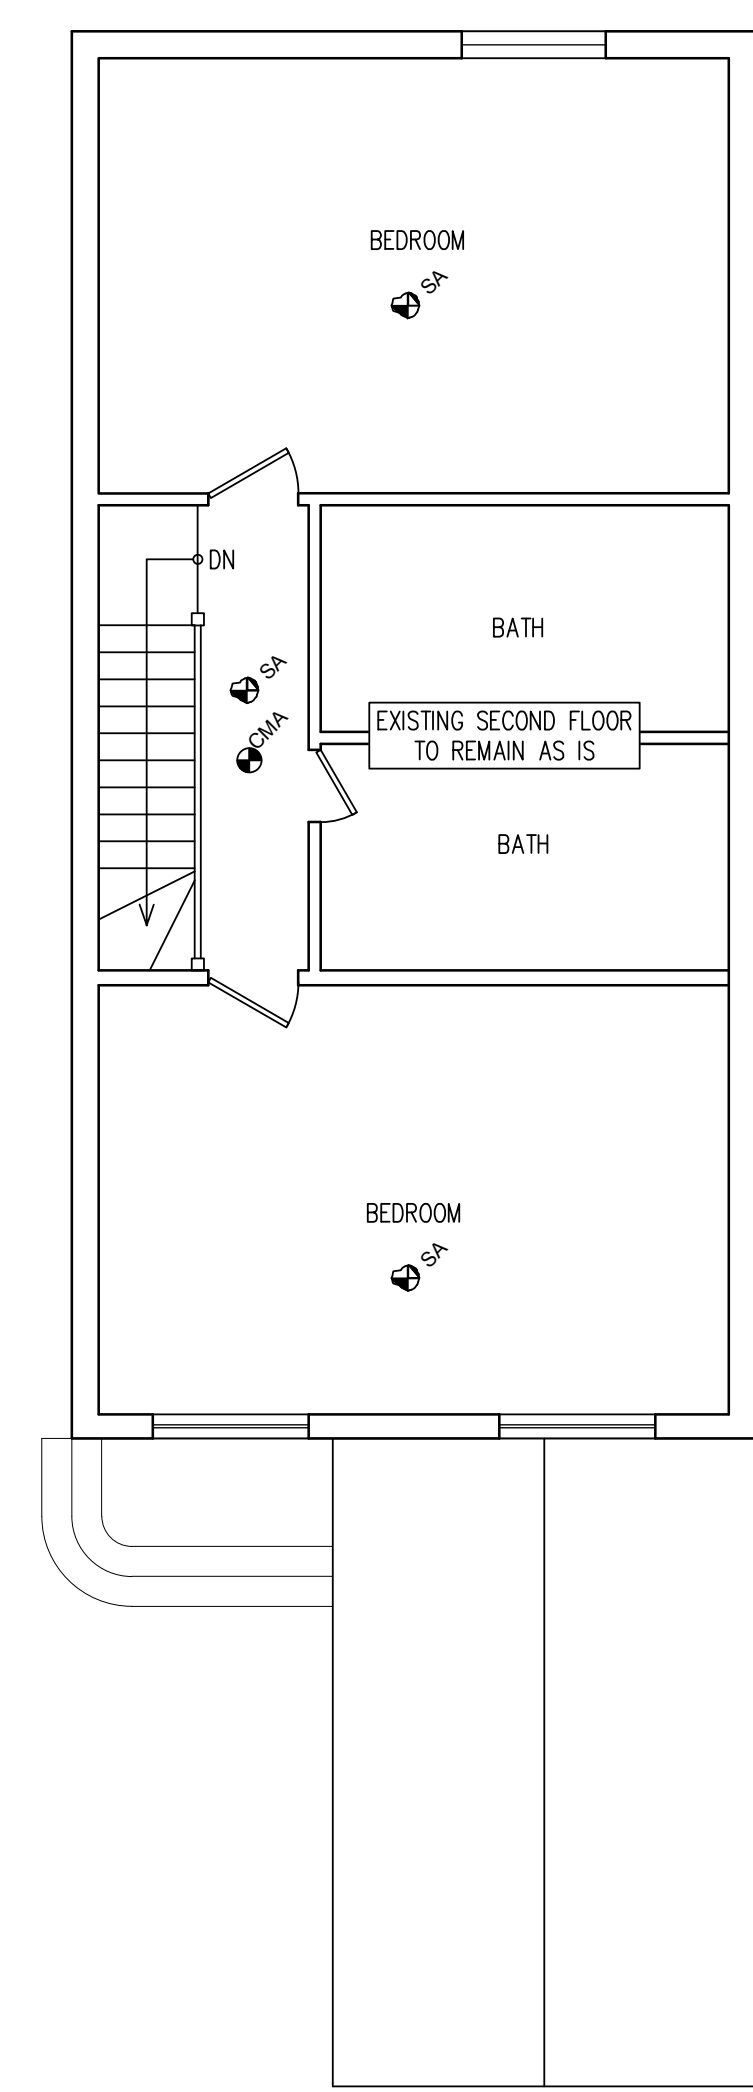 BEDROOM
SA
DN
BATH
SA
EXISTING SECOND FLOOR
TO REMAIN AS IS
CMA
BATH
BEDROOM
SA